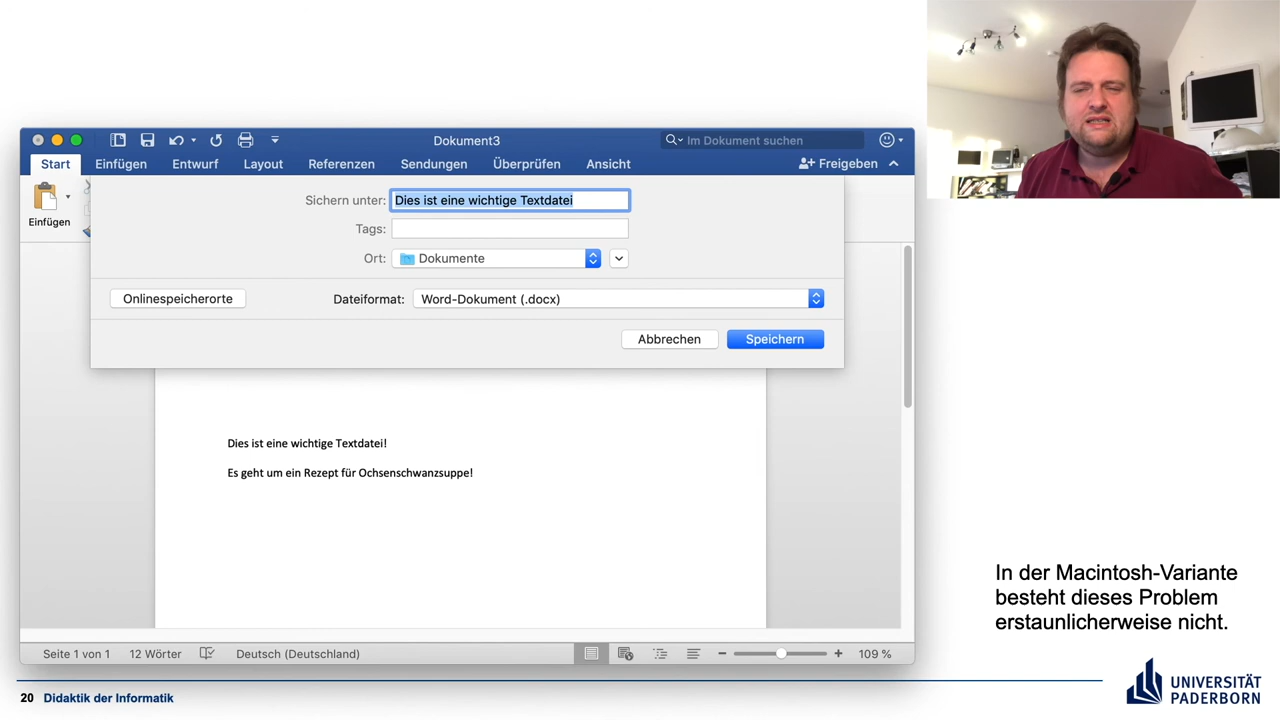 Dokument3
Im Dokument suchen
Start Einfügen Entwurf Layout Referenzen Sendungen Überprüfen Ansicht Freigeben
Einfügen
Sichern unter: Dies ist eine wichtige Textdatei
Tags:
Ort: Dokumente
Onlinespeicherorte Dateiformat: Word-Dokument (.docx)
Abbrechen Speichern
Dies ist eine wichtige Textdatei!
Es geht um ein Rezept für Ochsenschwanzsuppe!
In der Macintosh-Variante
besteht dieses Problem
erstaunlicherweise nicht.
Seite 1 von 1 12 Wörter Deutsch (Deutschland) 109 %
20 Didaktik der Informatik
UNIVERSITÄT
PADERBORN